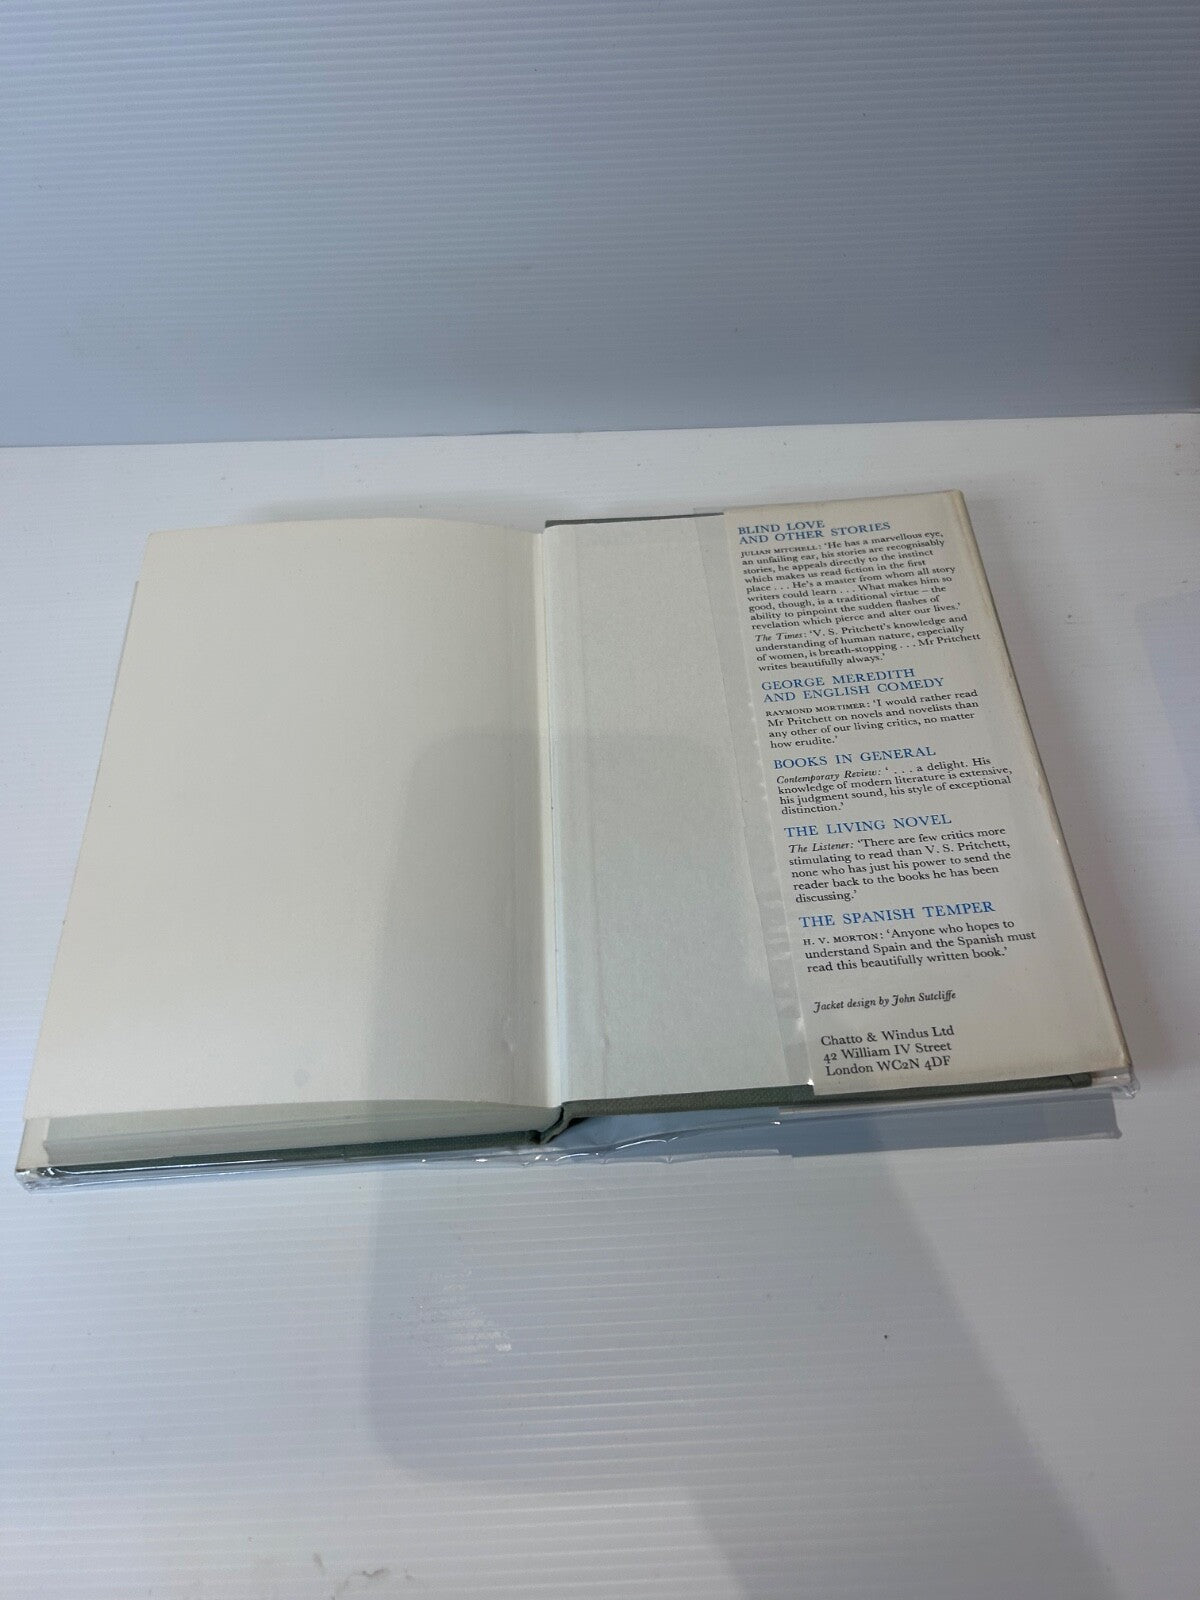 BLIND LOVE
AND OTHER STORIES
JULIAN MITCHELL: 'He has a marvellous eye,
an unfailing ear, his stories are recognisably
stories, he appeals directly to the instinct
which makes us read fiction in the first
place . . . He's a master from whom all story
writers could learn . . . What makes him so
good, though, is a traditional virtue – the
ability to pinpoint the sudden flashes of
revelation which pierce and alter our lives.'
The Times: 'V. S. Pritchett's knowledge and
understanding of human nature, especially
of women, is breath-stopping . . . Mr Pritchett
writes beautifully always.'
GEORGE MEREDITH
AND ENGLISH COMEDY
RAYMOND MORTIMER: 'I would rather read
Mr Pritchett on novels and novelists than
any other of our living critics, no matter
how erudite.'
BOOKS IN GENERAL
Contemporary Review: ' . . . a delight. His
knowledge of modern literature is extensive,
his judgment sound, his style of exceptional
distinction.'
THE LIVING NOVEL
The Listener: 'There are few critics more
stimulating to read than V. S. Pritchett,
none who has just his power to send the
reader back to the books he has been
discussing.'
THE SPANISH TEMPER
H. V. MORTON: 'Anyone who hopes to
understand Spain and the Spanish must
read this beautifully written book.'
Jacket design by John Sutcliffe
Chatto & Windus Ltd
42 William IV Street
London WC2N 4DF